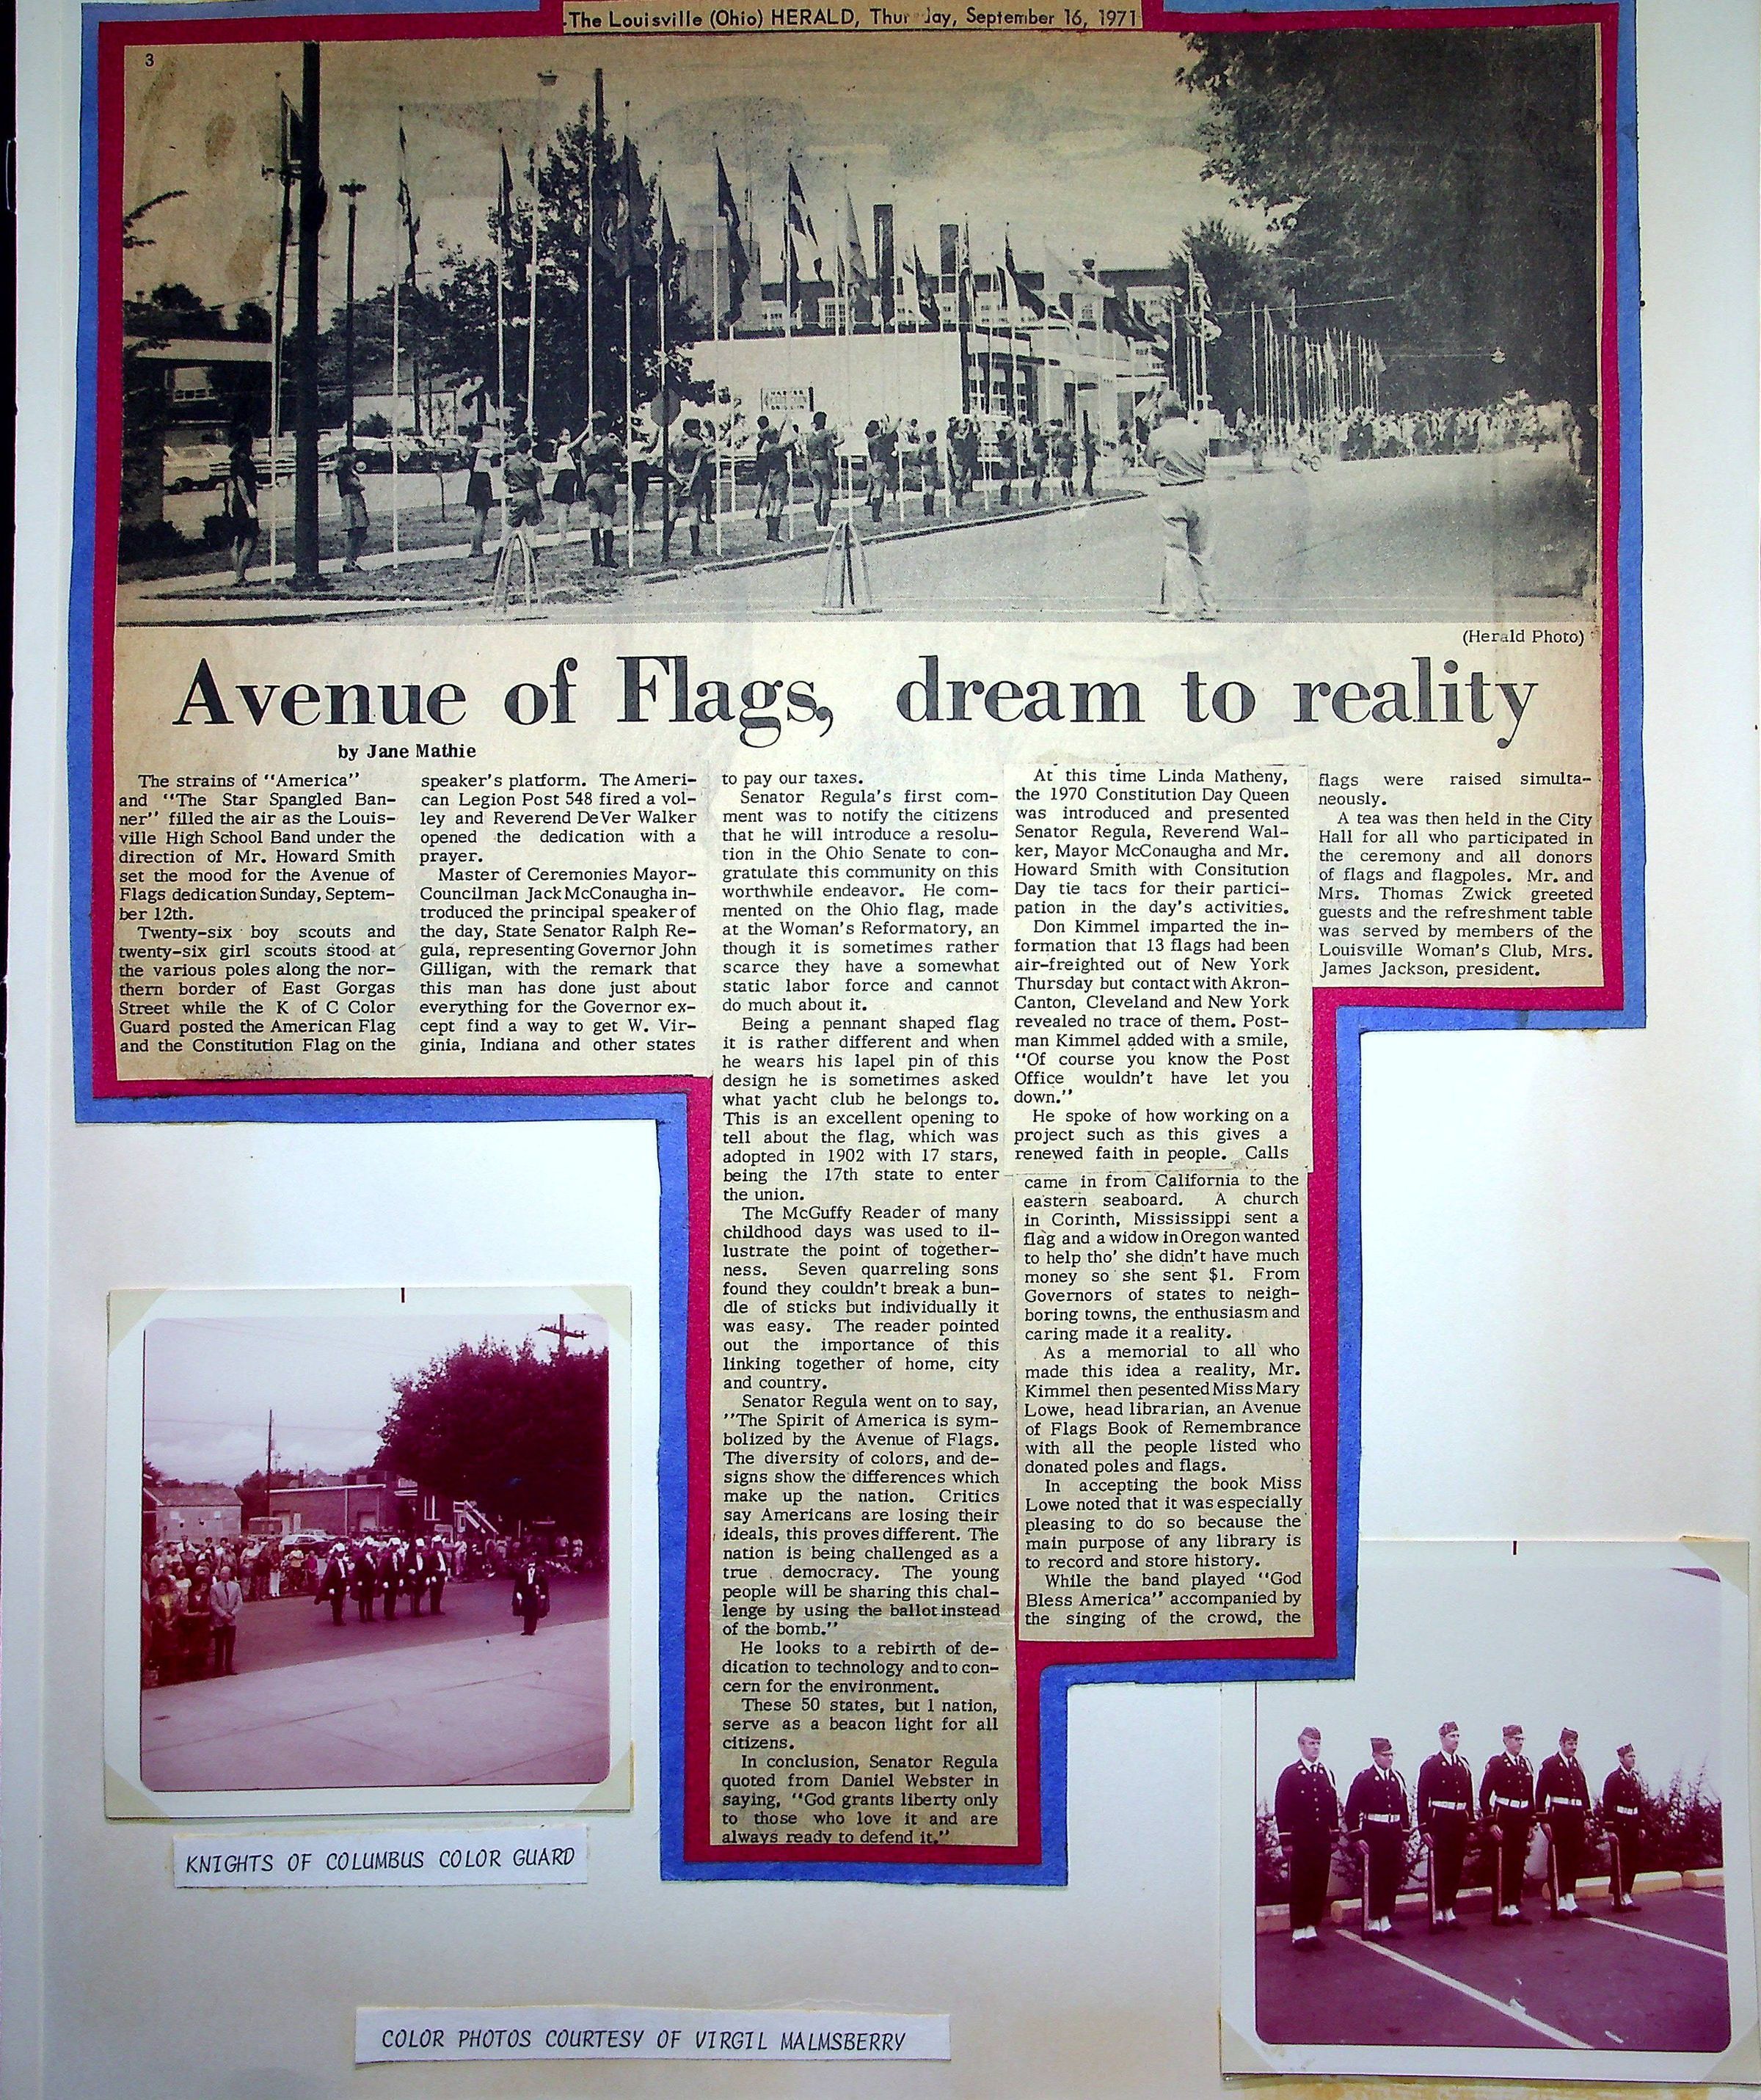 The Louisville (Ohio) HERALD, Thur day, September 16, 1971
3
(Herald Photo)
Avenue of Flags, dream to reality
by Jane Mathie
The strains of "America"
and "The Star Spangled Ban-
ner" filled the air as the Louis-
ville High School Band under the
direction of Mr. Howard Smith
set the mood for the Avenue of
Flags dedication Sunday, Septem-
ber 12th.
Twenty-six boy scouts and
twenty-six girl scouts stood at
the various poles along the nor-
thern border of East Gorgas
Street while the K of C Color
Guard posted the American Flag
and the Constitution Flag on the
speaker's platform. The Ameri-
can Legion Post 548 fired a vol-
ley and Reverend DeVer Walker
opened the dedication with a
prayer.
Master of Ceremonies Mayor-
Councilman Jack McConaugha in-
troduced the principal speaker of
the day, State Senator Ralph Re-
gula, representing Governor John
Gilligan, with the remark that
this man has done just about
everything for the Governor ex-
cept find a way to get W. Vir-
ginia, Indiana and other states
to pay our taxes.
Senator Regula's first com-
ment was to notify the citizens
that he will introduce a resolu-
tion in the Ohio Senate to con-
gratulate this community on this
worthwhile endeavor. He com-
mented on the Ohio flag, made
at the Woman's Reformatory, an
though it is sometimes rather
scarce they have a somewhat
static labor force and cannot
do much about it.
Being a pennant shaped flag
it is rather different and when
he wears his lapel pin of this
design he is sometimes asked
what yacht club he belongs to.
This is an excellent opening to
tell about the flag, which was
adopted in 1902 with 17 stars,
being the 17th state to enter
the union.
The McGuffy Reader of many
childhood days was used to il-
lustrate the point of together-
ness. Seven quarreling sons
found they couldn't break a bun-
dle of sticks but individually it
was easy. The reader pointed
out the importance of this
linking together of home, city
and country.
Senator Regula went on to say,
"The Spirit of America is sym-
bolized by the Avenue of Flags.
The diversity of colors, and de-
signs show the differences which
make up the nation. Critics
say Americans are losing their
ideals, this proves different. The
nation is being challenged as a
true democracy. The young
people will be sharing this chal-
lenge by using the ballot instead
of the bomb."
He looks to a rebirth of de-
dication to technology and to con-
cern for the environment.
These 50 states, but 1 nation,
serve as a beacon light for all
citizens.
In conclusion, Senator Regula
quoted from Daniel Webster in
saying, "God grants liberty only
to those who love it and are
always ready to defend it."
At this time Linda Matheny,
the 1970 Constitution Day Queen
was introduced and presented
Senator Regula, Reverend Wal-
ker, Mayor McConaugha and Mr.
Howard Smith with Consitution
Day tie tacs for their partici-
pation in the day's activities.
Don Kimmel imparted the in-
formation that 13 flags had been
air-freighted out of New York
Thursday but contact with Akron-
Canton, Cleveland and New York
revealed no trace of them. Post-
man Kimmel added with a smile,
"Of course you know the Post
Office wouldn't have let you
down."
He spoke of how working on a
project such as this gives a
renewed faith in people. Calls
came in from California to the
eastern seaboard. A church
in Corinth, Mississippi sent a
flag and a widow in Oregon wanted
to help tho' she didn't have much
money so she sent $1. From
Governors of states to neigh-
boring towns, the enthusiasm and
caring made it a reality.
As a memorial to all who
made this idea a reality, Mr.
Kimmel then pesented Miss Mary
Lowe, head librarian, an Avenue
of Flags Book of Remembrance
with all the people listed who
donated poles and flags.
In accepting the book Miss
Lowe noted that it was especially
pleasing to do so because the
main purpose of any library is
to record and store history.
While the band played "God
Bless America" accompanied by
the singing of the crowd, the
flags were raised simulta-
neously.
A tea was then held in the City
Hall for all who participated in
the ceremony and all donors
of flags and flagpoles. Mr. and
Mrs. Thomas Zwick greeted
guests and the refreshment table
was served by members of the
Louisville Woman's Club, Mrs.
James Jackson, president.
KNIGHTS OF COLUMBUS COLOR GUARD
COLOR PHOTOS COURTESY OF VIRGIL MALMSBERRY